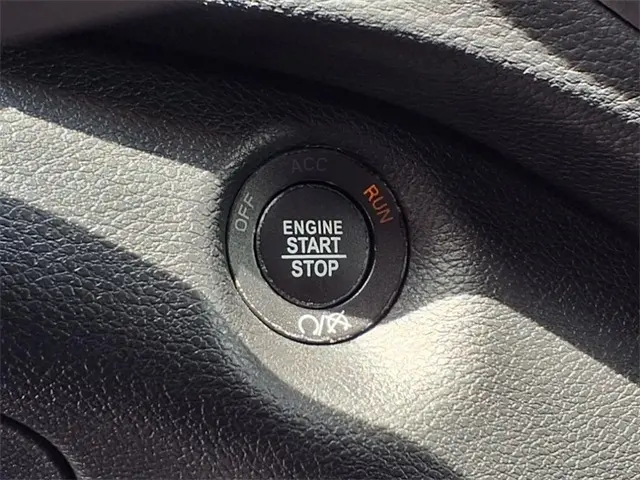 ACC
OFF
RUN
ENGINE
START
STOP